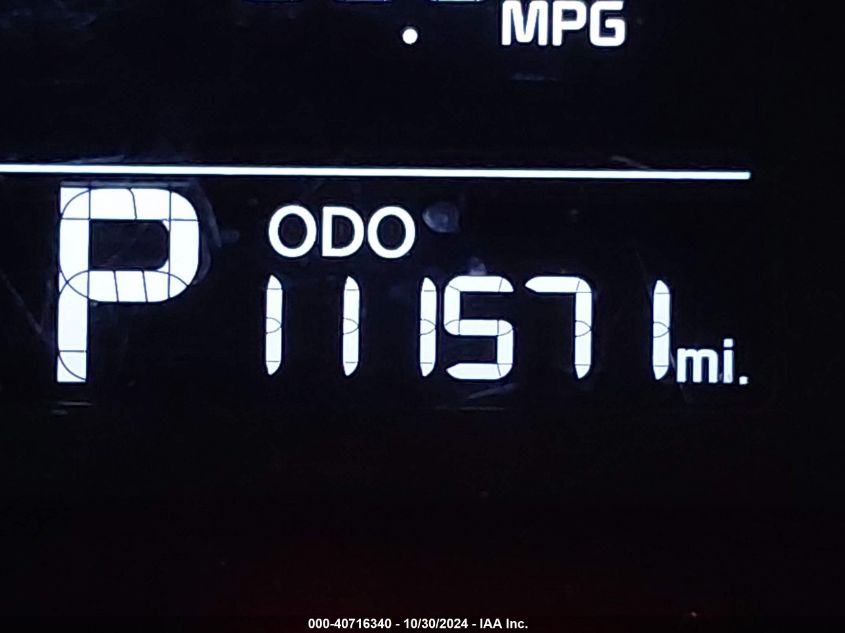 MPG
P
ODO
111571 mi.
000-40716340 - 10/30/2024 - IAA Inc.